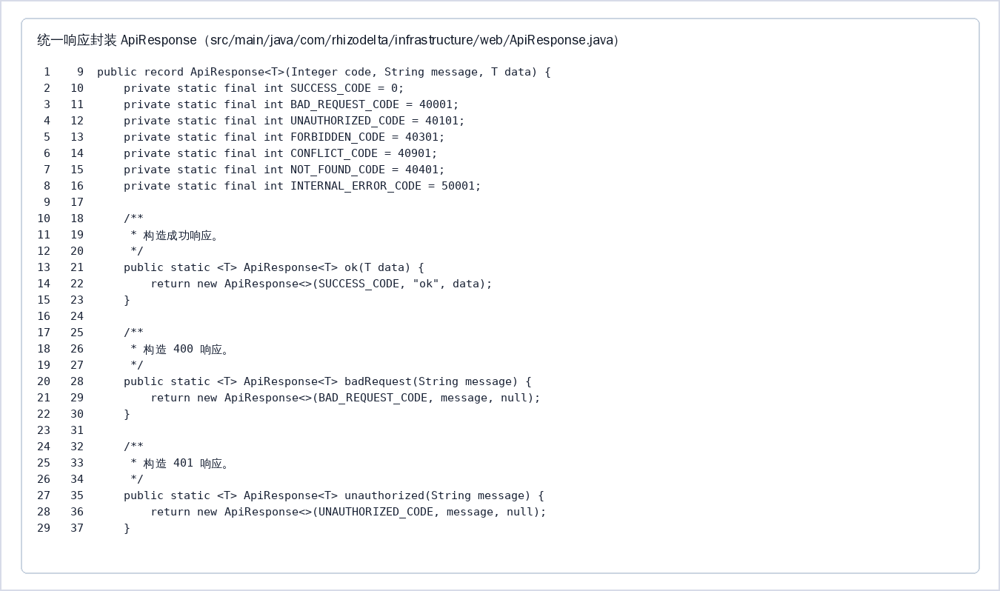 统一响应封装 ApiResponse（src/main/java/com/rhizodelta/infrastructure/web/ApiResponse.java）
1 9 public record ApiResponse<T>(Integer code, String message, T data) {
2 10     private static final int SUCCESS_CODE = 0;
3 11     private static final int BAD_REQUEST_CODE = 40001;
4 12     private static final int UNAUTHORIZED_CODE = 40101;
5 13     private static final int FORBIDDEN_CODE = 40301;
6 14     private static final int CONFLICT_CODE = 40901;
7 15     private static final int NOT_FOUND_CODE = 40401;
8 16     private static final int INTERNAL_ERROR_CODE = 50001;
9 17
10 18     /**
11 19      * 构造成功响应。
12 20      */
13 21     public static <T> ApiResponse<T> ok(T data) {
14 22         return new ApiResponse<>(SUCCESS_CODE, "ok", data);
15 23     }
16 24
17 25     /**
18 26      * 构造 400 响应。
19 27      */
20 28     public static <T> ApiResponse<T> badRequest(String message) {
21 29         return new ApiResponse<>(BAD_REQUEST_CODE, message, null);
22 30     }
23 31
24 32     /**
25 33      * 构造 401 响应。
26 34      */
27 35     public static <T> ApiResponse<T> unauthorized(String message) {
28 36         return new ApiResponse<>(UNAUTHORIZED_CODE, message, null);
29 37     }